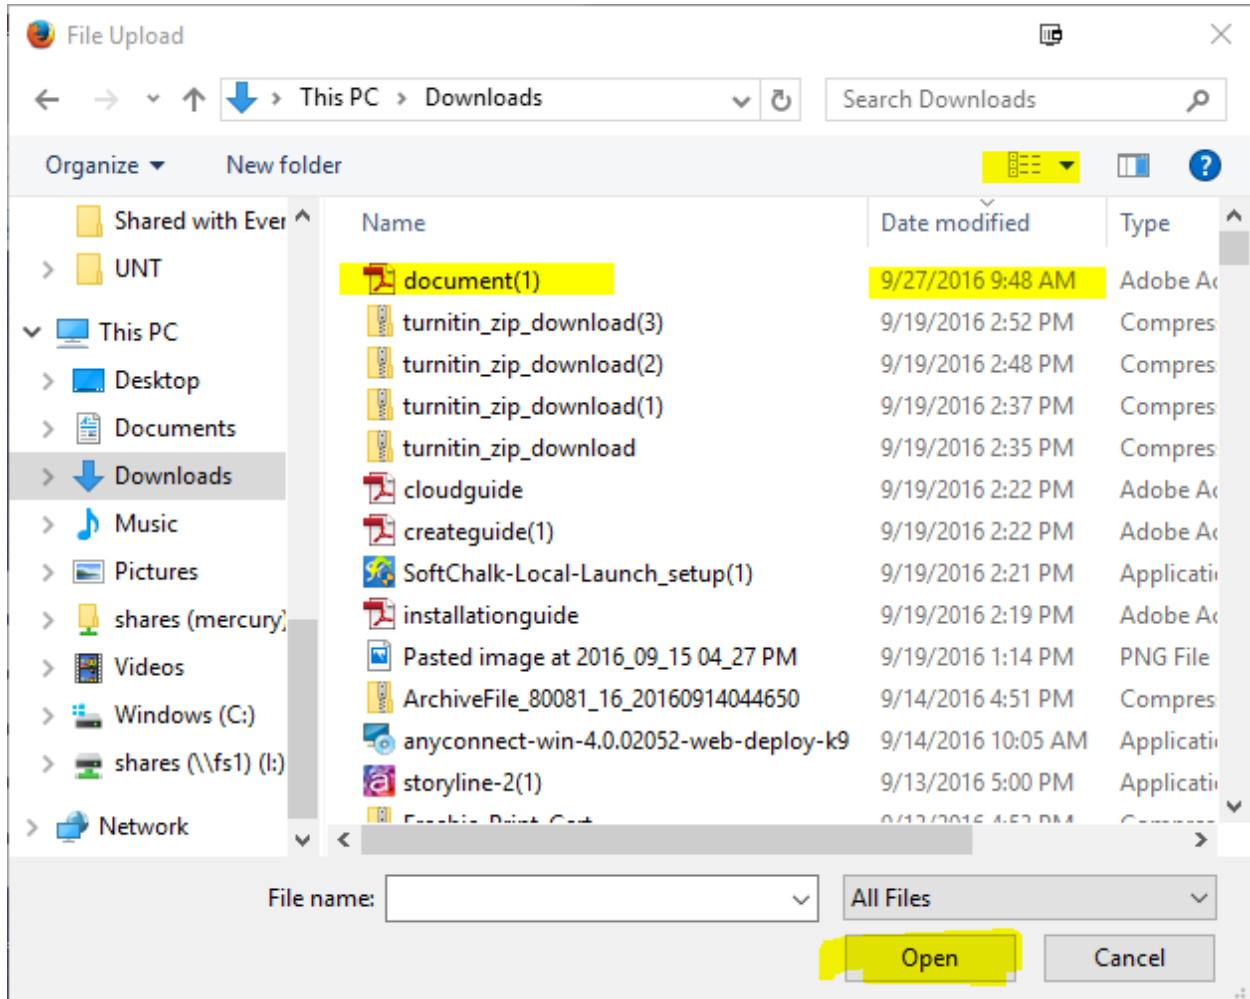 File Upload
This PC > Downloads
Search Downloads
Organize
New folder
?
Shared with Ever
UNT
This PC
Desktop
Documents
Downloads
Music
Pictures
shares (mercury)
Videos
Windows (C:)
shares (\\fs1) (I:)
Network
Name Date modified Type
document(1) 9/27/2016 9:48 AM Adobe Ac
turnitin_zip_download(3) 9/19/2016 2:52 PM Compres
turnitin_zip_download(2) 9/19/2016 2:48 PM Compres
turnitin_zip_download(1) 9/19/2016 2:37 PM Compres
turnitin_zip_download 9/19/2016 2:35 PM Compres
cloudguide 9/19/2016 2:22 PM Adobe Ac
createguide(1) 9/19/2016 2:22 PM Adobe Ac
SoftChalk-Local-Launch_setup(1) 9/19/2016 2:21 PM Applicati
installationguide 9/19/2016 2:19 PM Adobe Ac
Pasted image at 2016_09_15 04_27 PM 9/19/2016 1:14 PM PNG File
ArchiveFile_80081_16_20160914044650 9/14/2016 4:51 PM Compres
anyconnect-win-4.0.02052-web-deploy-k9 9/14/2016 10:05 AM Applicati
storyline-2(1) 9/13/2016 5:00 PM Applicati
File name:
All Files
Open
Cancel